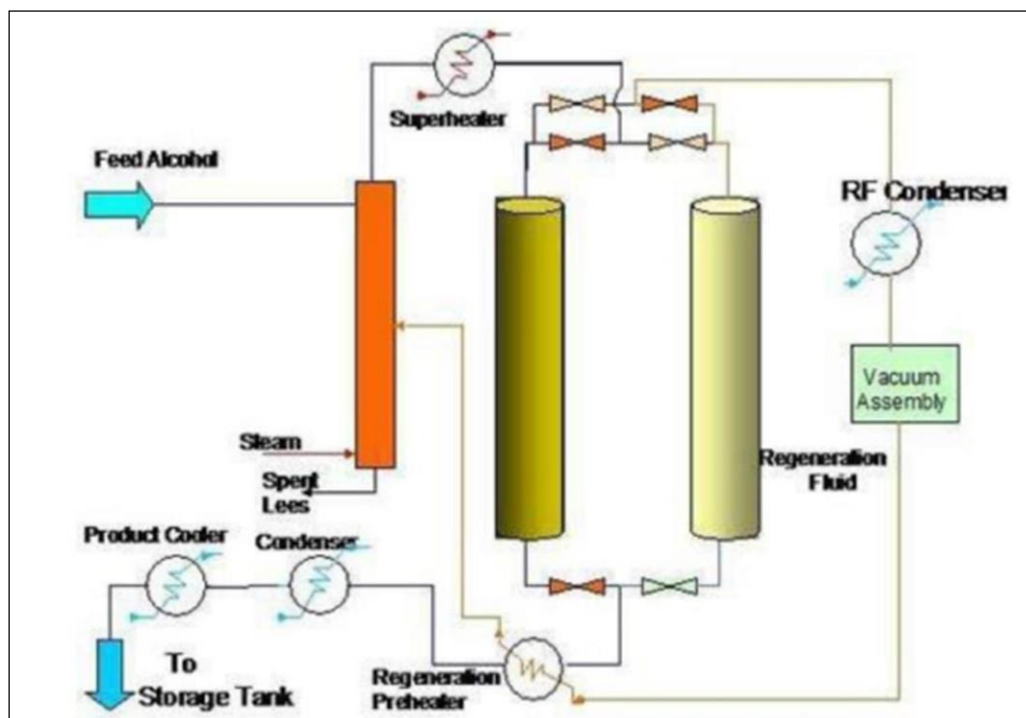 Superheater
Feed Alcohol
RF Condenser
Vacuum
Assembly
Steam
Spent
Lees
Regeneration
Fluid
Product Cooler
Condenser
To
Storage Tank
Regeneration
Preheater